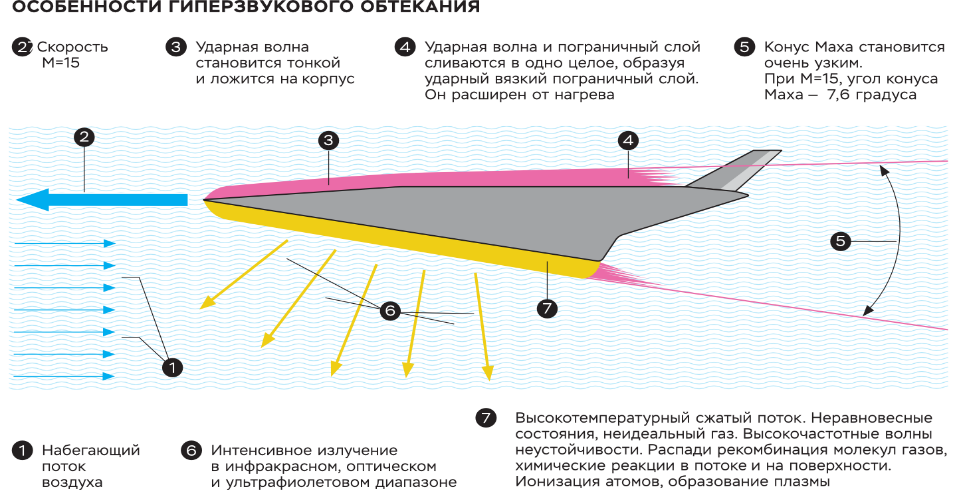 ОСОБЕННОСТИ ГИПЕРЗВУКОВОГО ОБТЕКАНИЯ
2 Скорость
М=15
3 Ударная волна
становится тонкой
и ложится на корпус
4 Ударная волна и пограничный слой
сливаются в одно целое, образуя
ударный вязкий пограничный слой.
Он расширен от нагрева
5 Конус Маха становится
очень узким.
При М=15, угол конуса
Маха — 7,6 градуса
2
3
4
5
6
7
1
1 Набегающий
поток
воздуха
6 Интенсивное излучение
в инфракрасном, оптическом
и ультрафиолетовом диапазоне
7 Высокотемпературный сжатый поток. Неравновесные
состояния, неидеальный газ. Высокочастотные волны
неустойчивости. Распади рекомбинация молекул газов,
химические реакции в потоке и на поверхности.
Ионизация атомов, образование плазмы